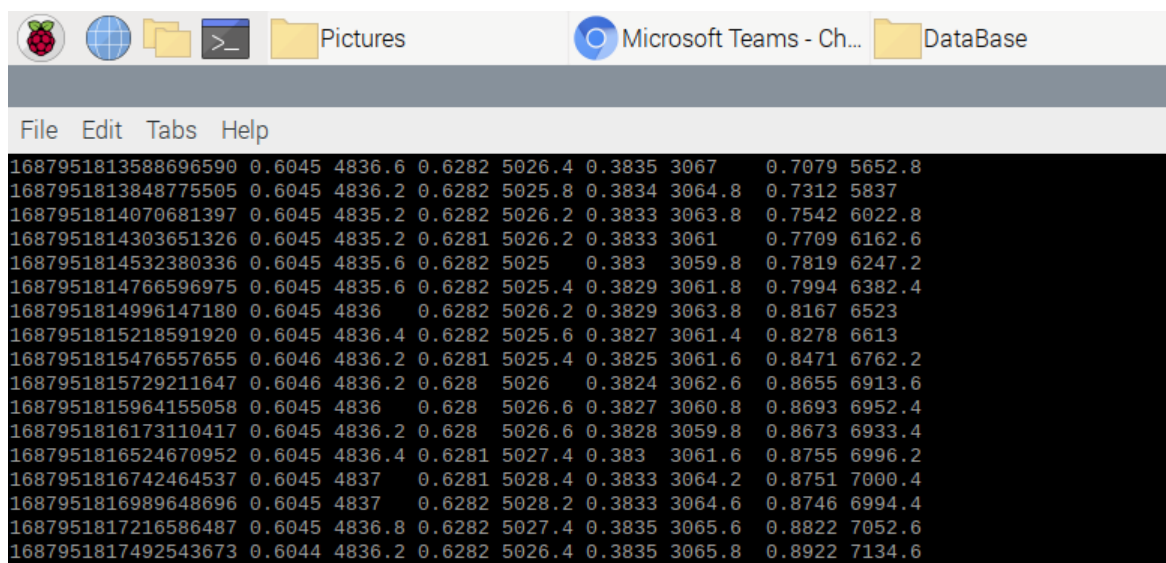 Pictures Microsoft Teams - Ch... DataBase
File Edit Tabs Help
1687951813588696590 0.6045 4836.6 0.6282 5026.4 0.3835 3067 0.7079 5652.8
1687951813848775505 0.6045 4836.2 0.6282 5025.8 0.3834 3064.8 0.7312 5837
1687951814070681397 0.6045 4835.2 0.6282 5026.2 0.3833 3063.8 0.7542 6022.8
1687951814303651326 0.6045 4835.2 0.6281 5026.2 0.3833 3061 0.7709 6162.6
1687951814532380336 0.6045 4835.6 0.6282 5025 0.383 3059.8 0.7819 6247.2
1687951814766596975 0.6045 4835.6 0.6282 5025.4 0.3829 3061.8 0.7994 6382.4
1687951814996147180 0.6045 4836 0.6282 5026.2 0.3829 3063.8 0.8167 6523
1687951815218591920 0.6045 4836.4 0.6282 5025.6 0.3827 3061.4 0.8278 6613
1687951815476557655 0.6046 4836.2 0.6281 5025.4 0.3825 3061.6 0.8471 6762.2
1687951815729211647 0.6046 4836.2 0.628 5026 0.3824 3062.6 0.8655 6913.6
1687951815964155058 0.6045 4836 0.628 5026.6 0.3827 3060.8 0.8693 6952.4
1687951816173110417 0.6045 4836.2 0.628 5026.6 0.3828 3059.8 0.8673 6933.4
1687951816524670952 0.6045 4836.4 0.6281 5027.4 0.383 3061.6 0.8755 6996.2
1687951816742464537 0.6045 4837 0.6281 5028.4 0.3833 3064.2 0.8751 7000.4
1687951816989648696 0.6045 4837 0.6282 5028.2 0.3833 3064.6 0.8746 6994.4
1687951817216586487 0.6045 4836.8 0.6282 5027.4 0.3835 3065.6 0.8822 7052.6
1687951817492543673 0.6044 4836.2 0.6282 5026.4 0.3835 3065.8 0.8922 7134.6